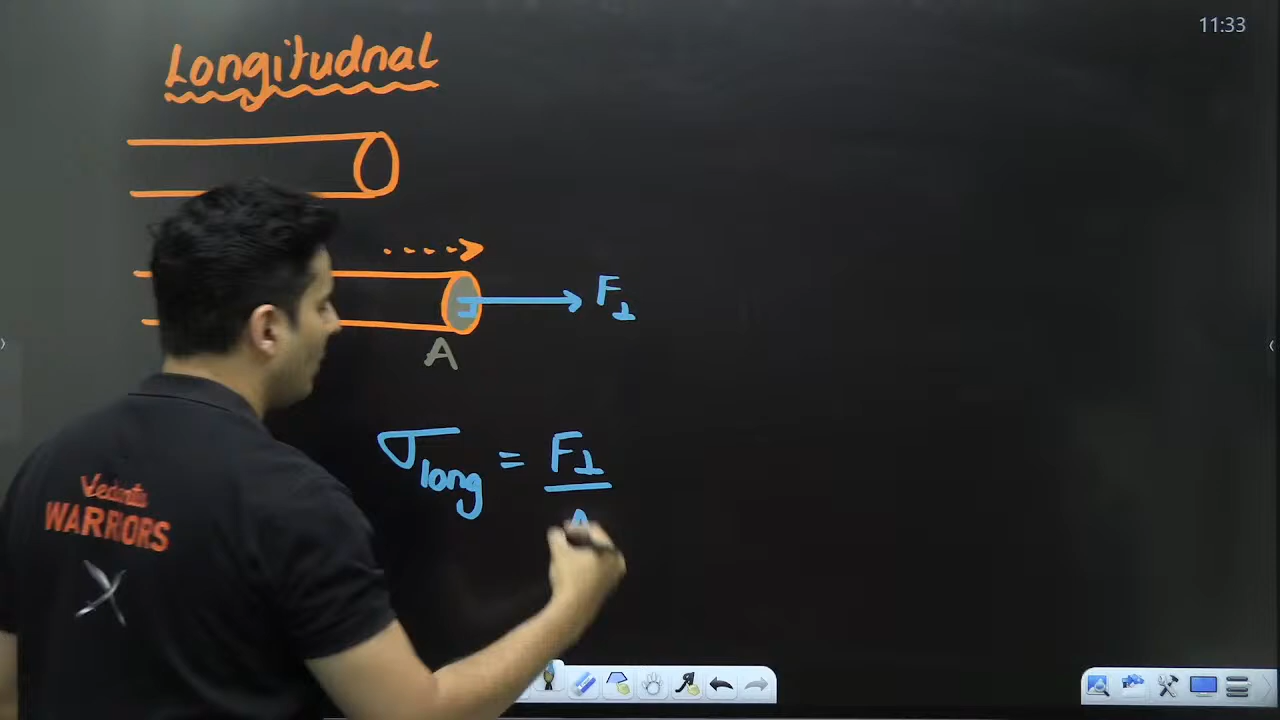 11:33
Longitudnal
F⊥
A
σlong = F⊥
A
Vedantu
WARRIORS